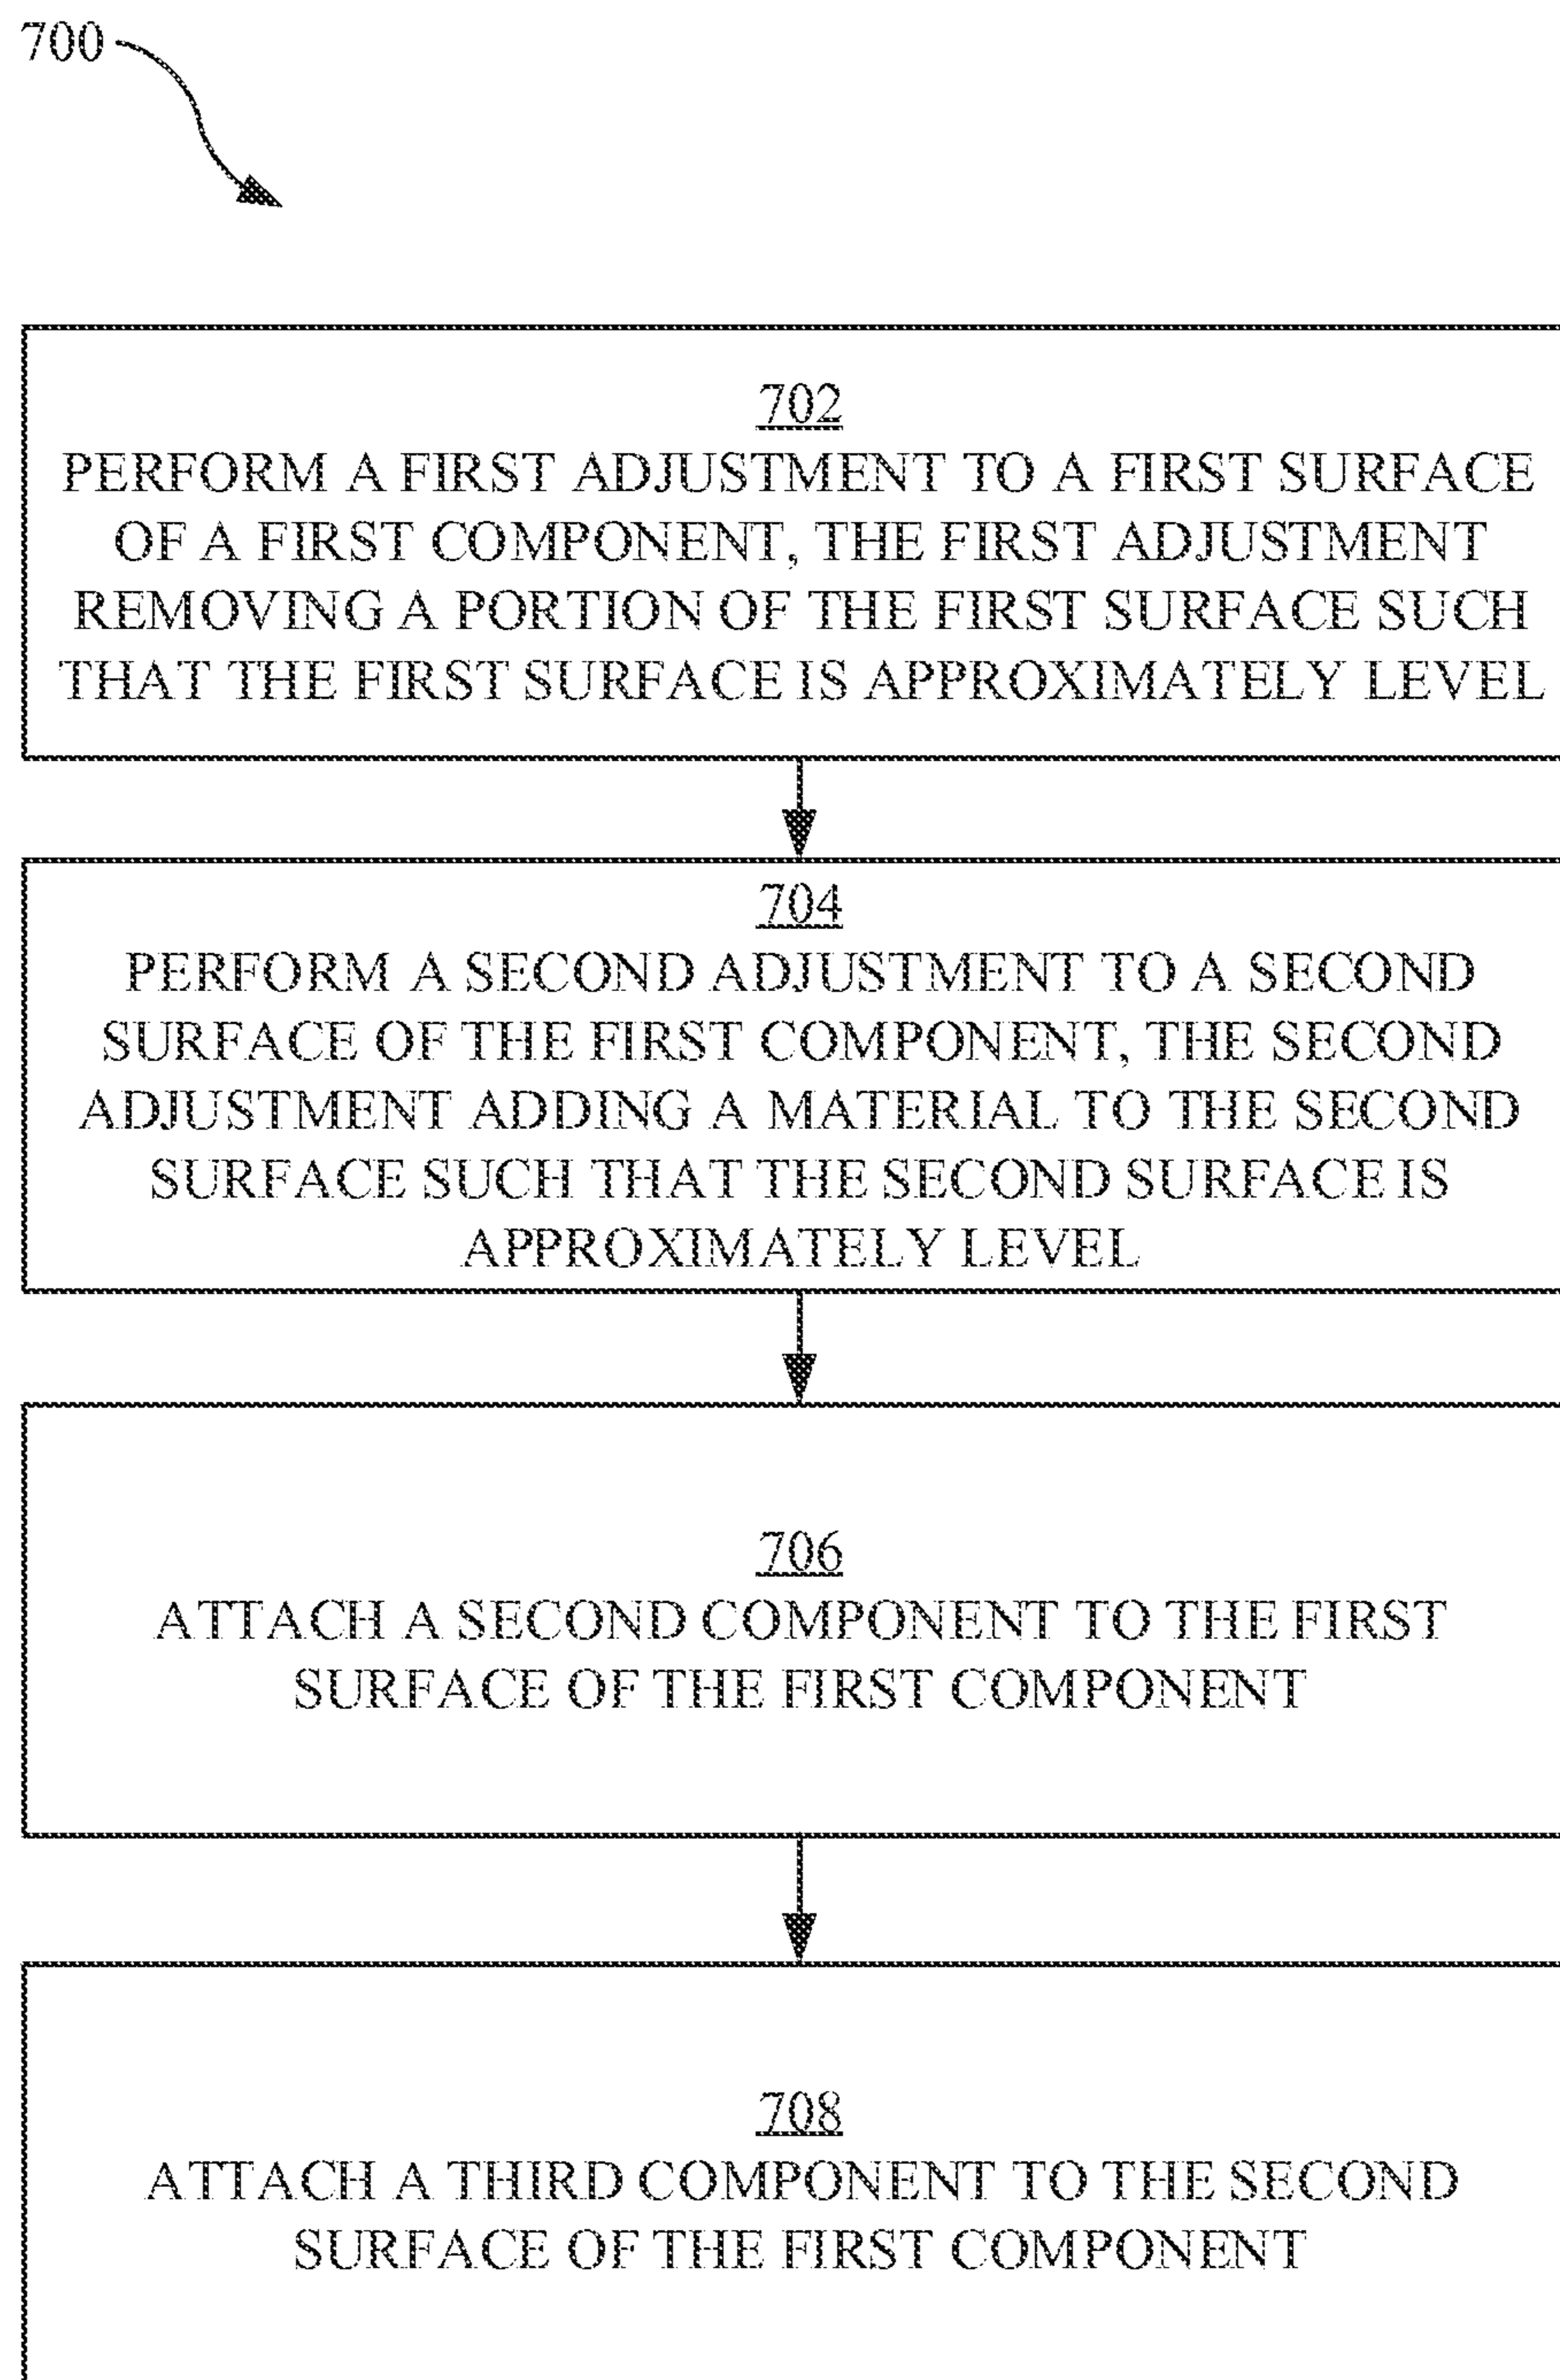 700
702
PERFORM A FIRST ADJUSTMENT TO A FIRST SURFACE
OF A FIRST COMPONENT, THE FIRST ADJUSTMENT
REMOVING A PORTION OF THE FIRST SURFACE SUCH
THAT THE FIRST SURFACE IS APPROXIMATELY LEVEL
704
PERFORM A SECOND ADJUSTMENT TO A SECOND
SURFACE OF THE FIRST COMPONENT, THE SECOND
ADJUSTMENT ADDING A MATERIAL TO THE SECOND
SURFACE SUCH THAT THE SECOND SURFACE IS
APPROXIMATELY LEVEL
706
ATTACH A SECOND COMPONENT TO THE FIRST
SURFACE OF THE FIRST COMPONENT
708
ATTACH A THIRD COMPONENT TO THE SECOND
SURFACE OF THE FIRST COMPONENT